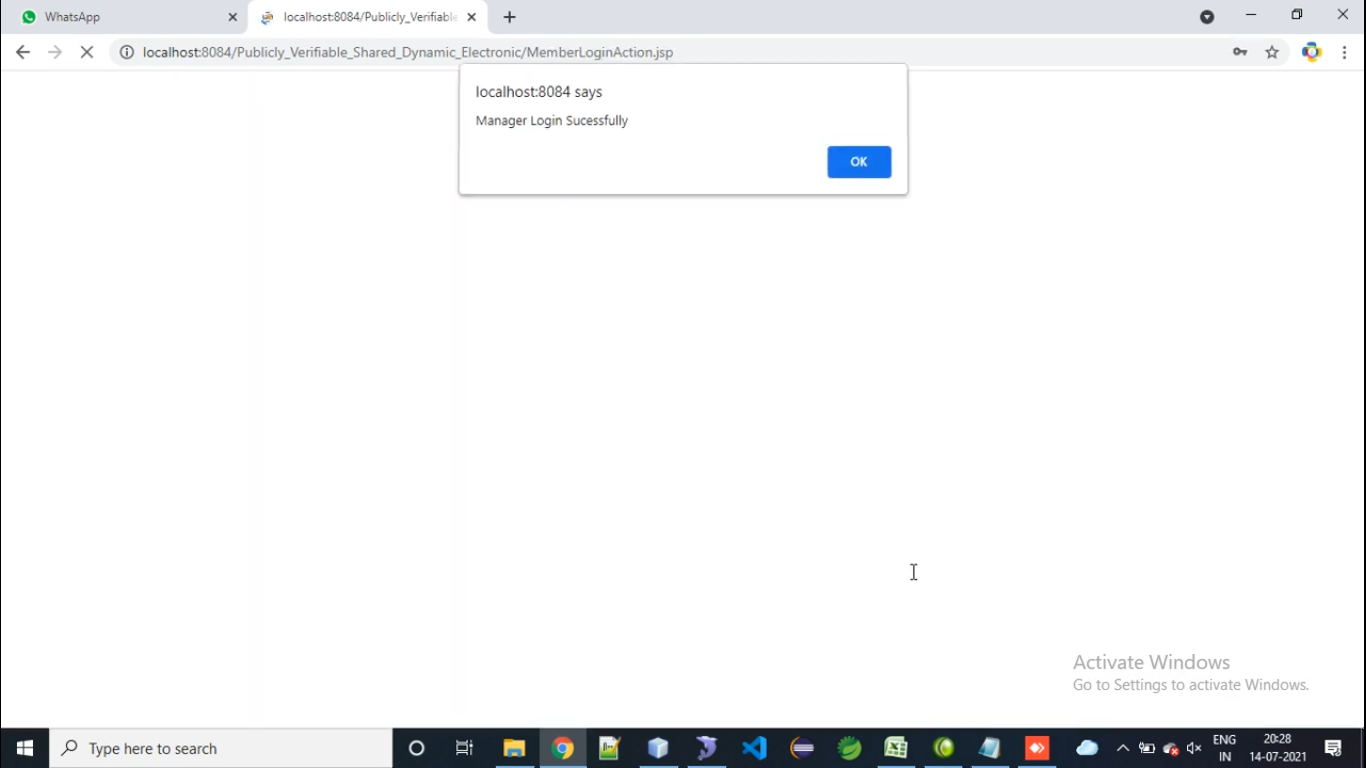 WhatsApp
localhost:8084/Publicly_Verifiable
localhost:8084/Publicly_Verifiable_Shared_Dynamic_Electronic/MemberLoginAction.jsp
localhost:8084 says
Manager Login Sucessfully
OK
Activate Windows
Go to Settings to activate Windows.
Type here to search
ENG
IN
20:28
14-07-2021